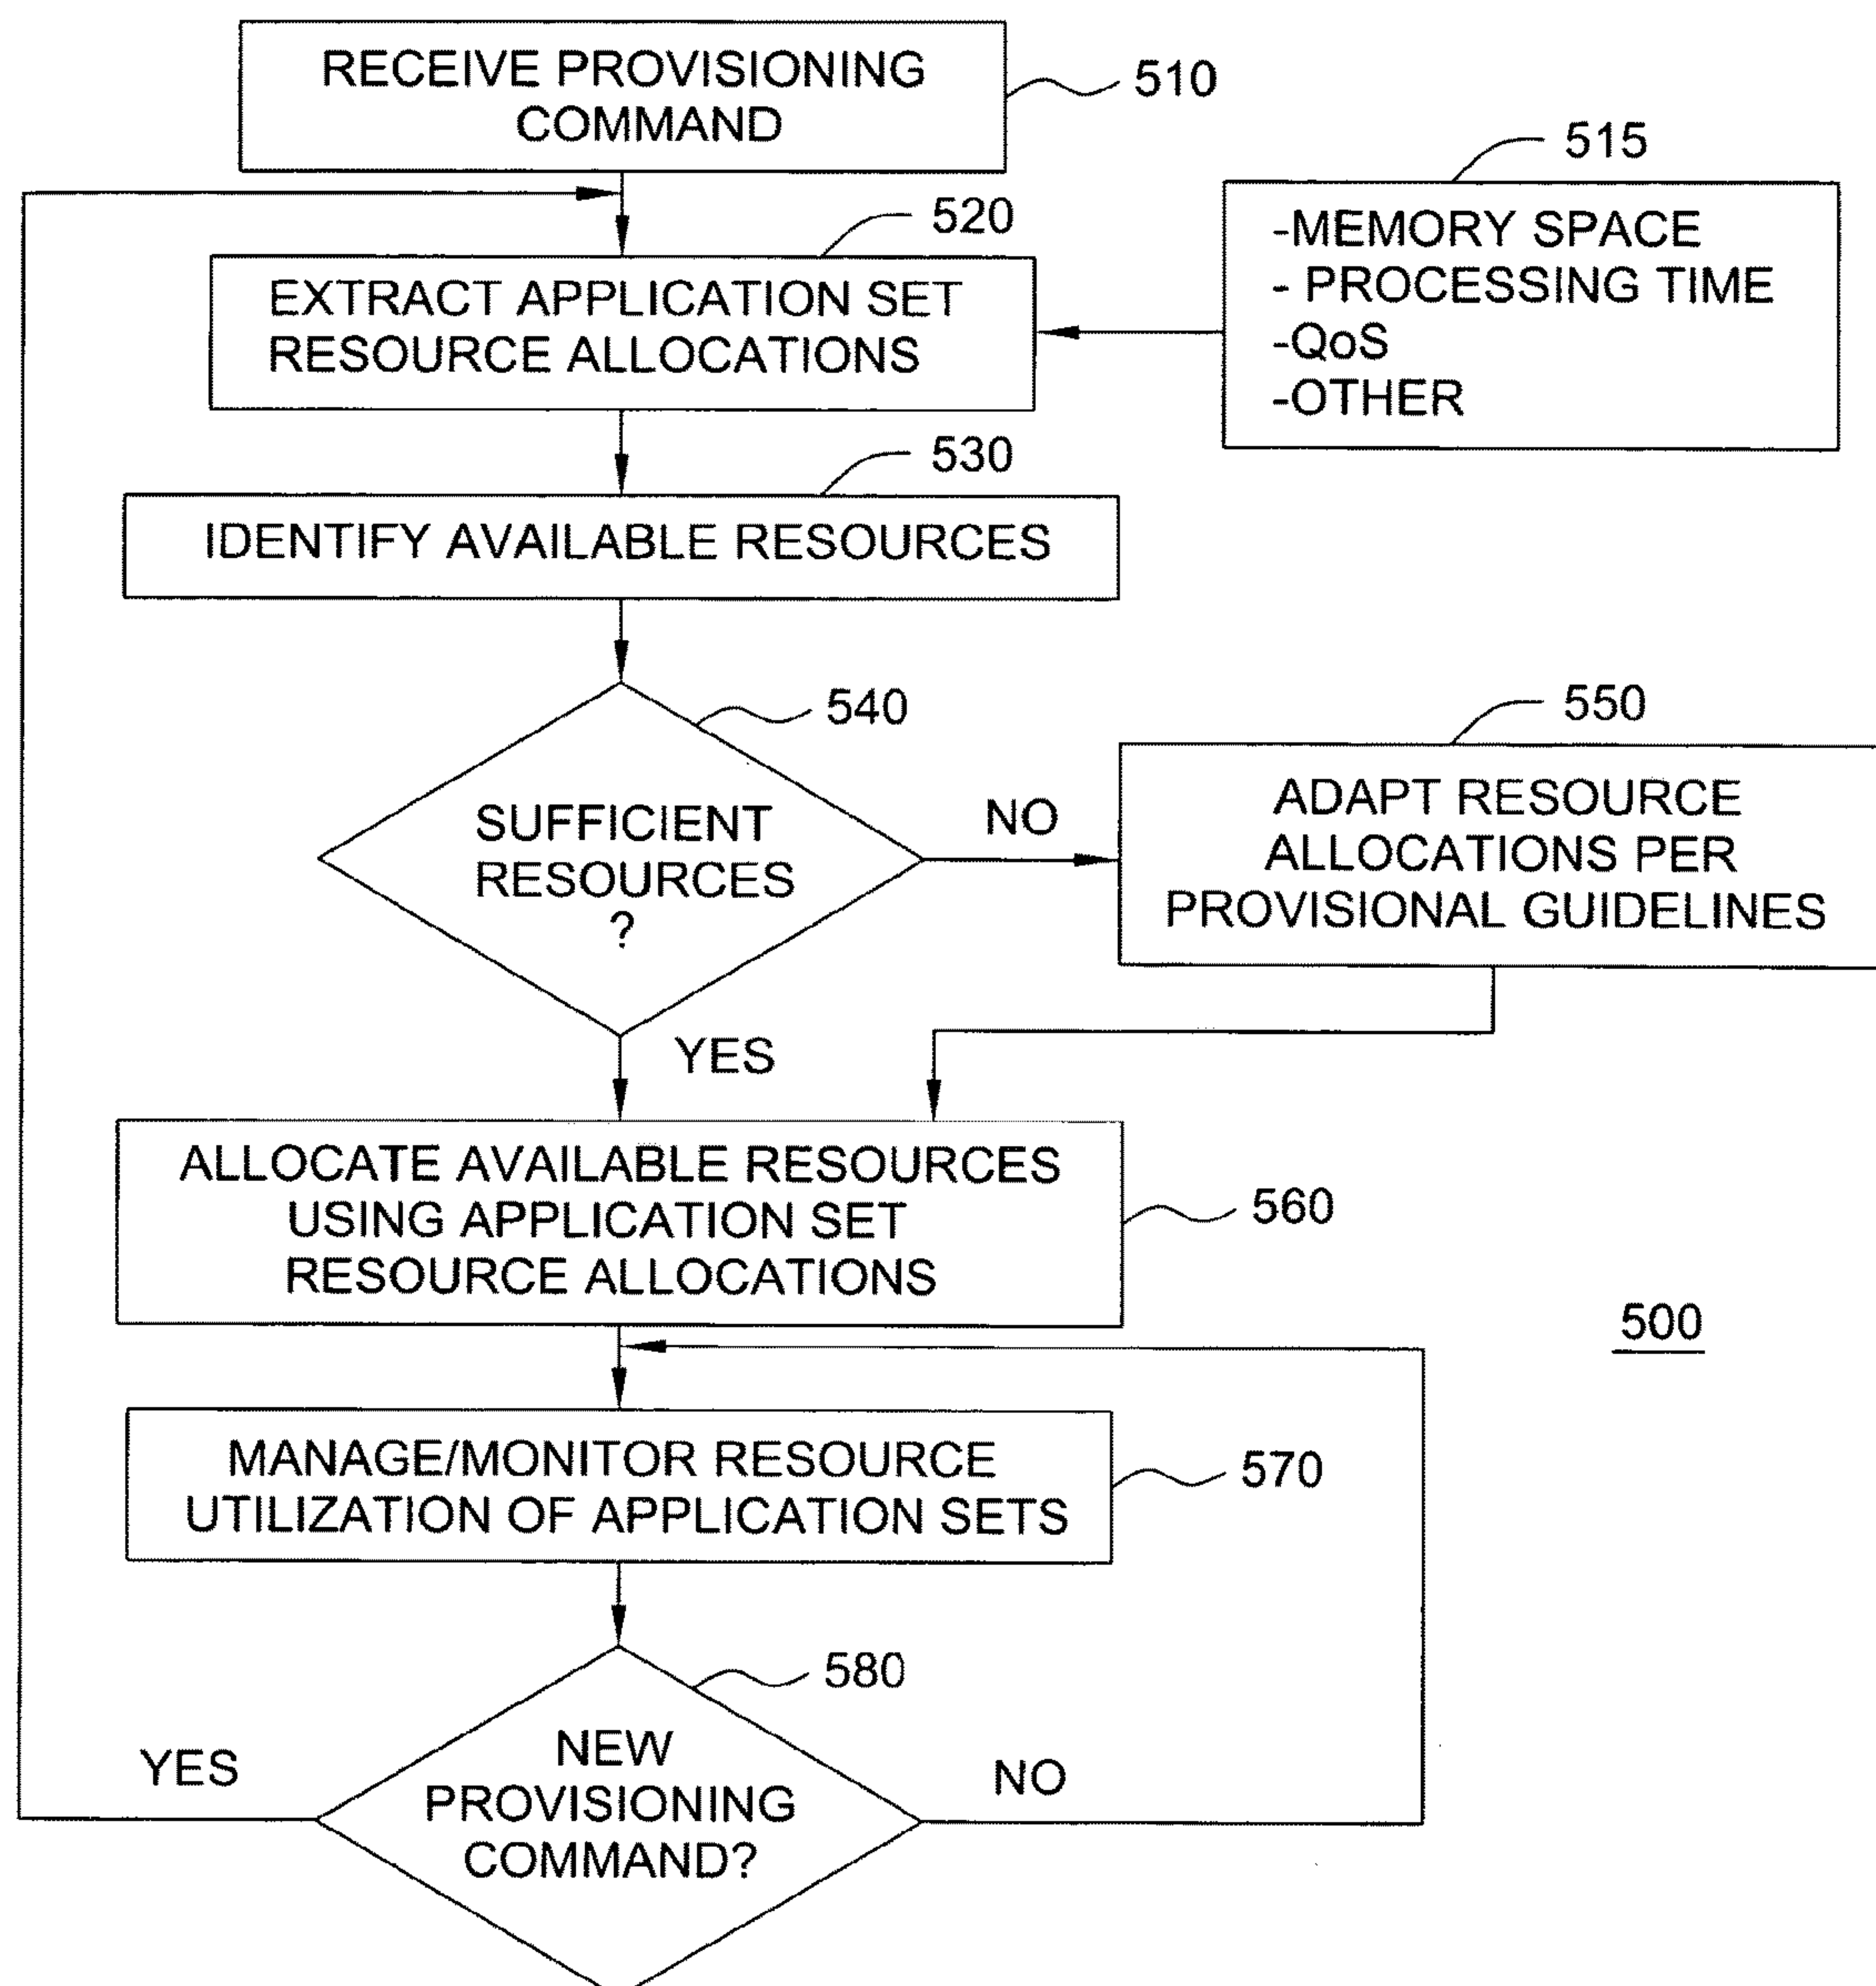 RECEIVE PROVISIONING
COMMAND
510
515
-MEMORY SPACE
- PROCESSING TIME
-QoS
-OTHER
520
EXTRACT APPLICATION SET
RESOURCE ALLOCATIONS
530
IDENTIFY AVAILABLE RESOURCES
540
SUFFICIENT
RESOURCES
?
NO
550
ADAPT RESOURCE
ALLOCATIONS PER
PROVISIONAL GUIDELINES
YES
ALLOCATE AVAILABLE RESOURCES
USING APPLICATION SET
RESOURCE ALLOCATIONS
560
500
MANAGE/MONITOR RESOURCE
UTILIZATION OF APPLICATION SETS
570
580
NEW
PROVISIONING
COMMAND?
YES
NO